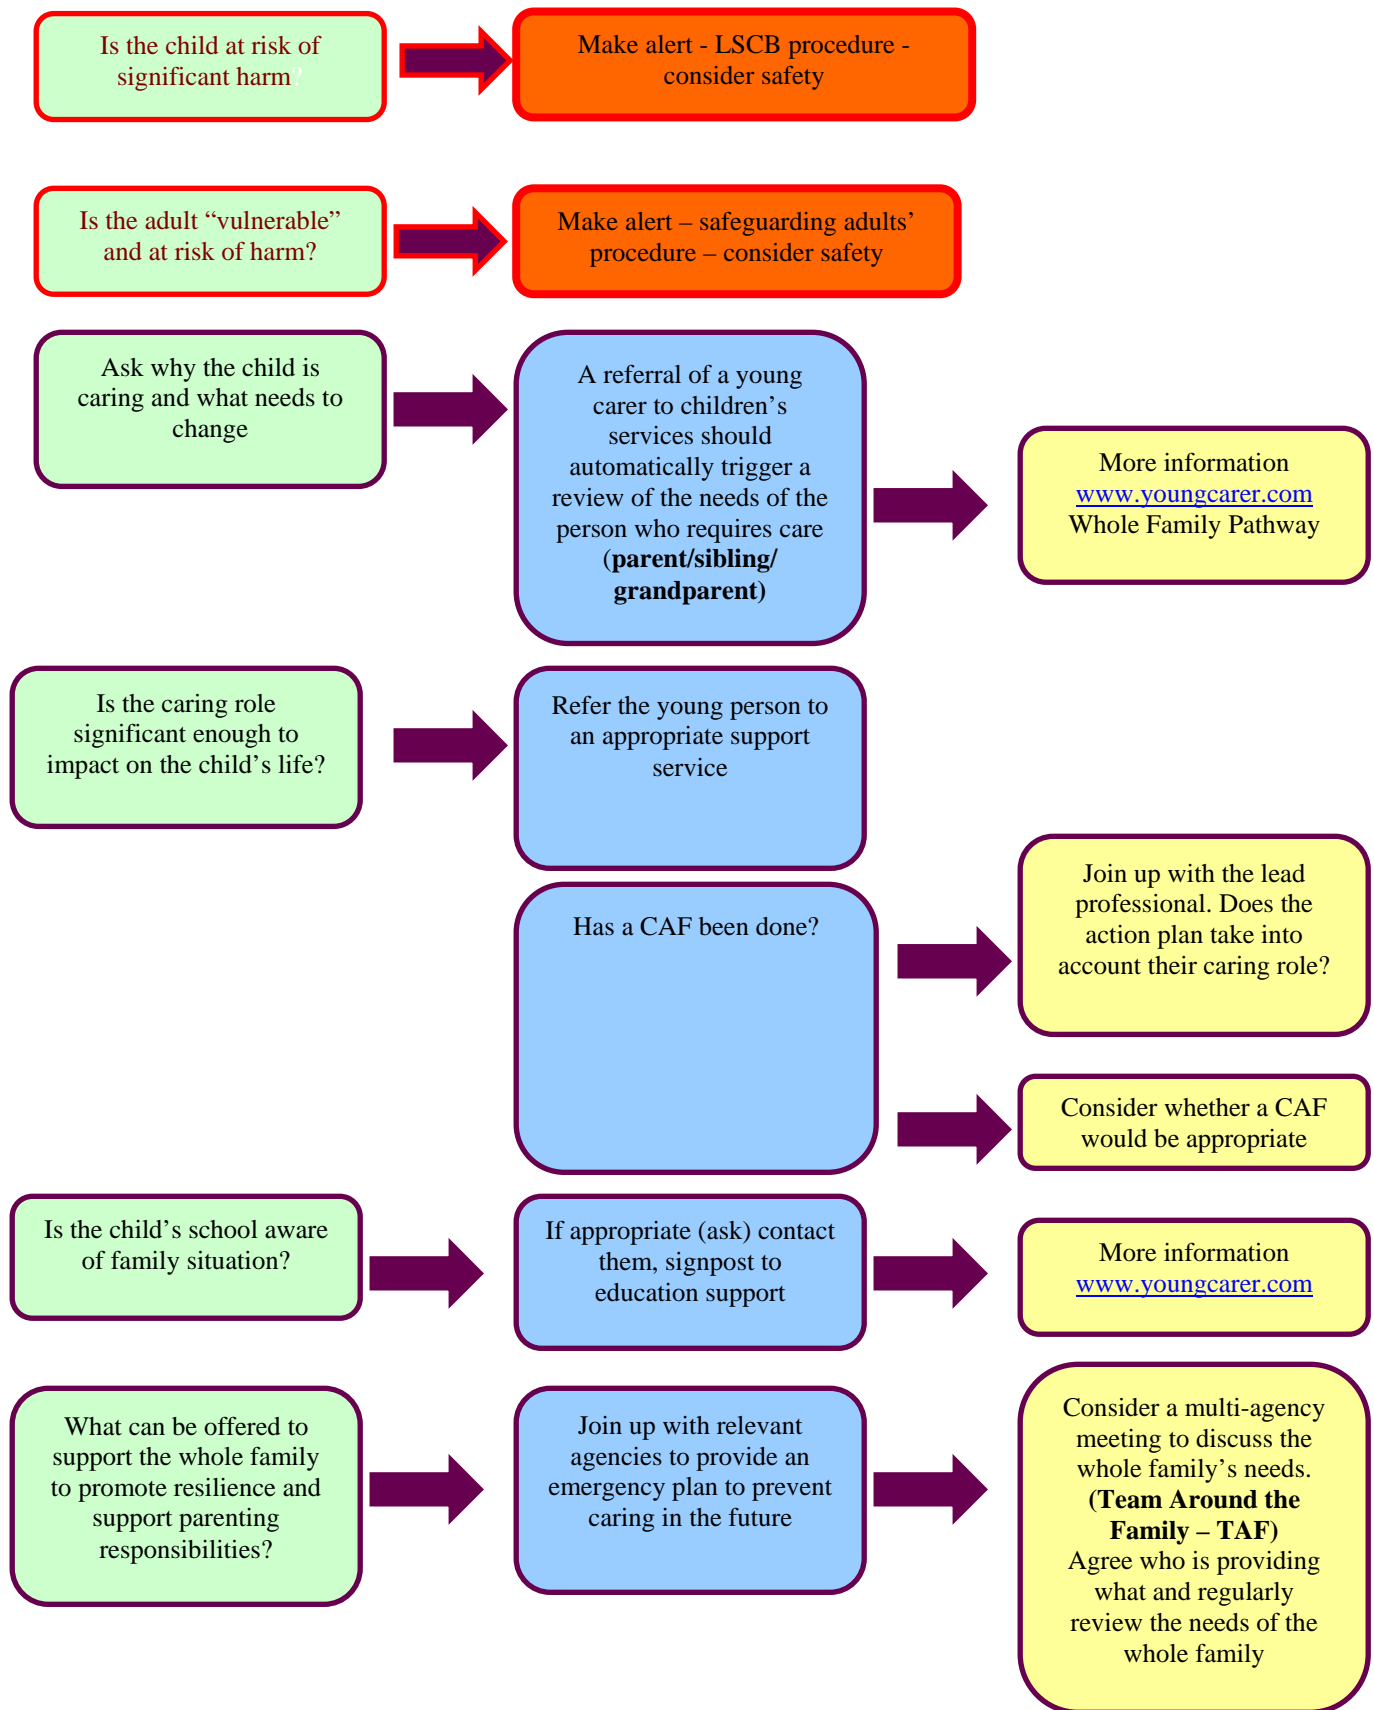 Is the child at risk of
significant harm?
Make alert - LSCB procedure -
consider safety
Is the adult “vulnerable”
and at risk of harm?
Make alert – safeguarding adults’
procedure – consider safety
Ask why the child is
caring and what needs to
change
A referral of a young
carer to children’s
services should
automatically trigger a
review of the needs of the
person who requires care
(parent/sibling/
grandparent)
More information
www.youngcarer.com
Whole Family Pathway
Is the caring role
significant enough to
impact on the child’s life?
Refer the young person to
an appropriate support
service
Has a CAF been done?
Join up with the lead
professional. Does the
action plan take into
account their caring role?
Consider whether a CAF
would be appropriate
Is the child’s school aware
of family situation?
If appropriate (ask) contact
them, signpost to
education support
More information
www.youngcarer.com
What can be offered to
support the whole family
to promote resilience and
support parenting
responsibilities?
Join up with relevant
agencies to provide an
emergency plan to prevent
caring in the future
Consider a multi-agency
meeting to discuss the
whole family’s needs.
(Team Around the
Family – TAF)
Agree who is providing
what and regularly
review the needs of the
whole family